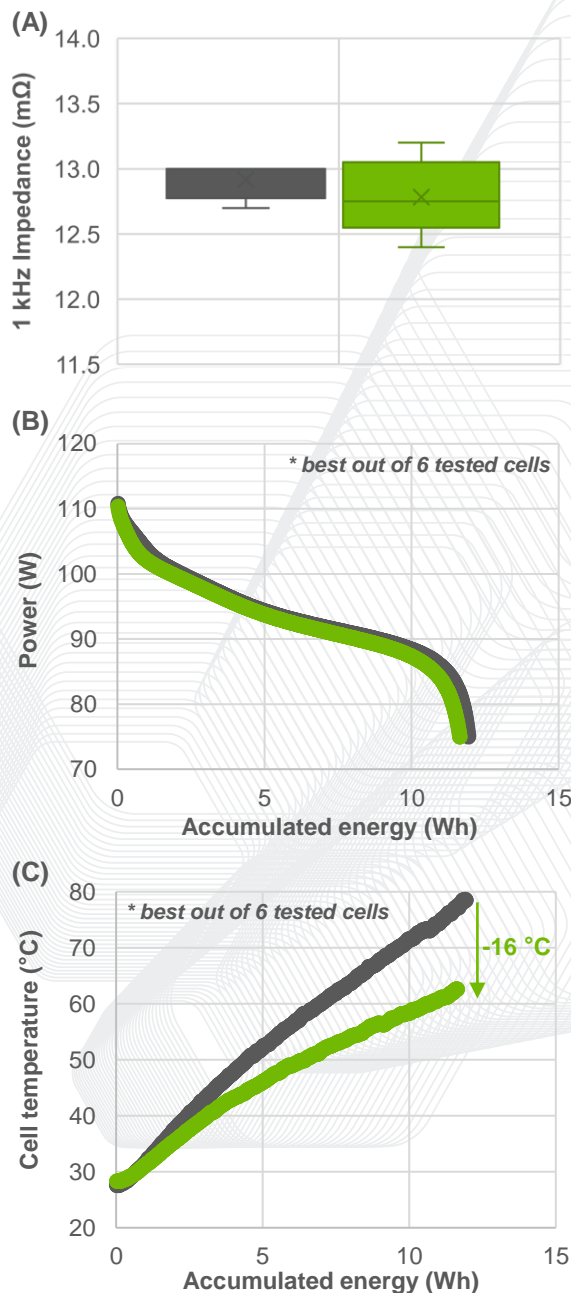 (A)
1 kHz Impedance (mΩ)
14.0
13.5
13.0
12.5
12.0
11.5
(B)
Power (W)
120
110
100
90
80
70
* best out of 6 tested cells
0 5 10 15
Accumulated energy (Wh)
(C)
Cell temperature (°C)
80
70
60
50
40
30
20
* best out of 6 tested cells
-16 °C
0 5 10 15
Accumulated energy (Wh)